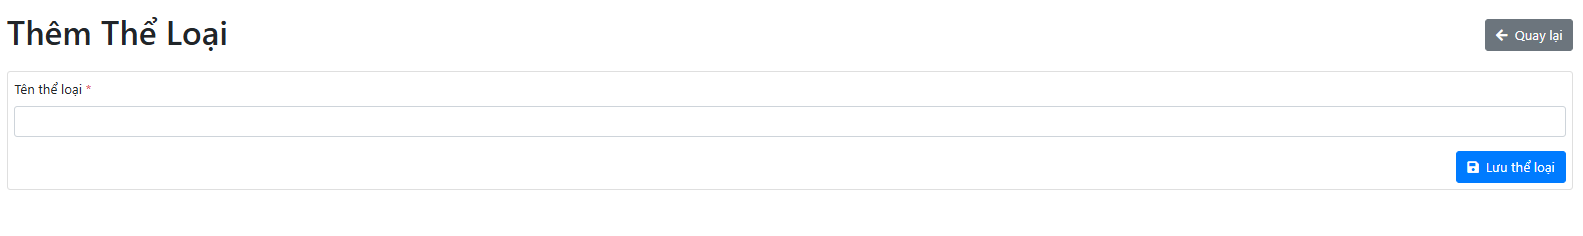 Thêm Thể Loại
Quay lại
Tên thể loại *
Lưu thể loại